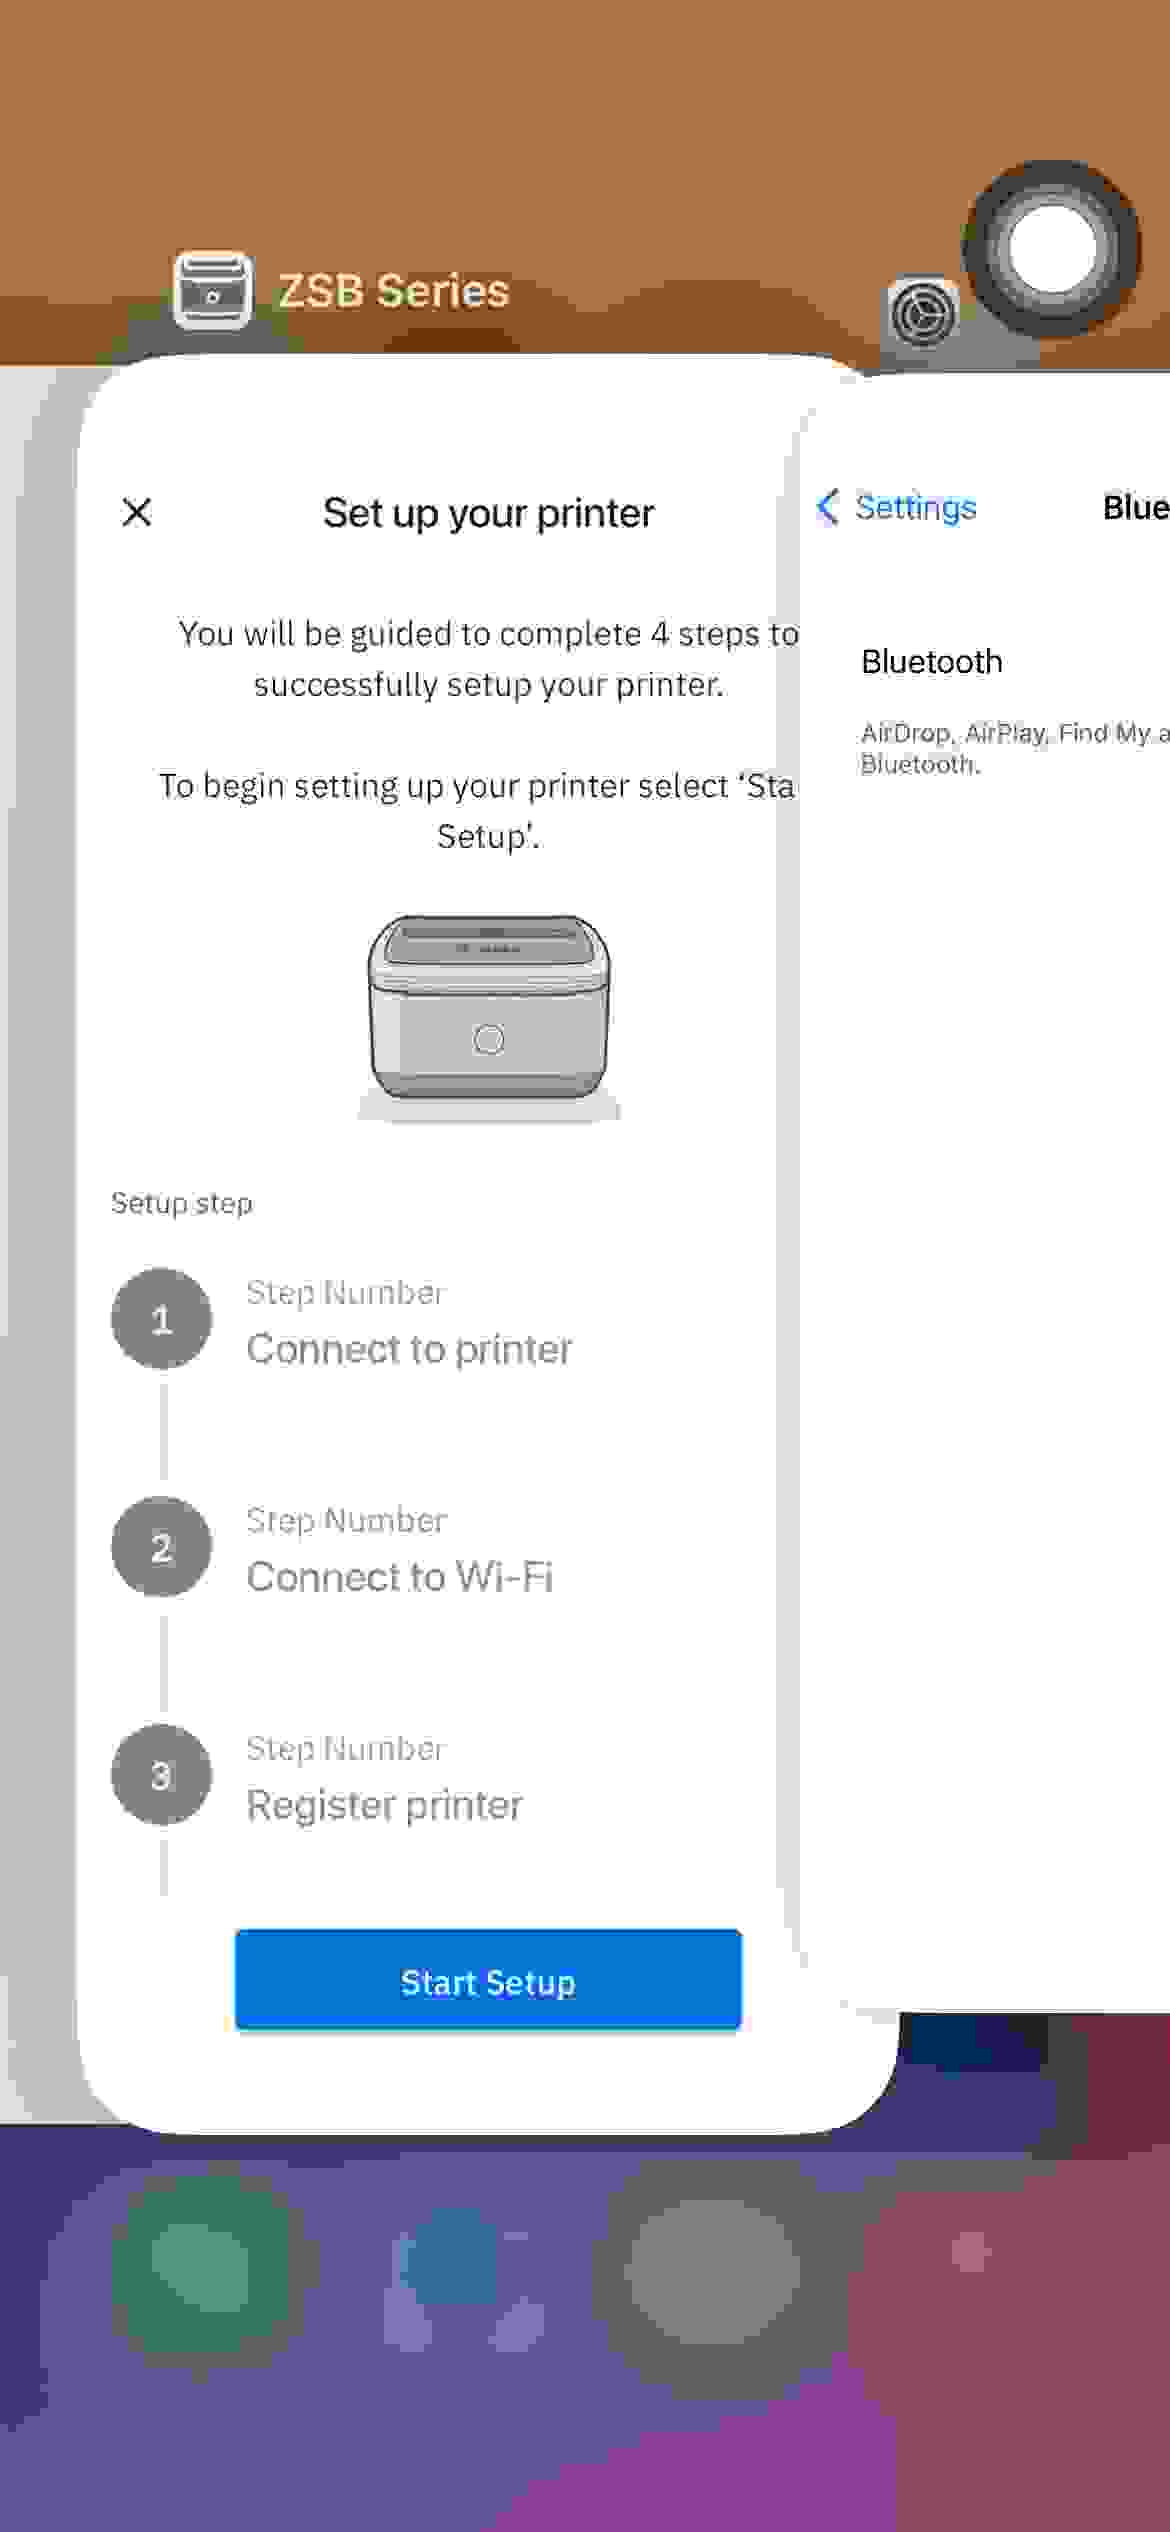 ZSB Series
Set up your printer
You will be guided to complete 4 steps to
successfully setup your printer.
To begin setting up your printer select ‘Sta
Setup’.
Setup step
1
Step Number
Connect to printer
2
Step Number
Connect to Wi-Fi
3
Step Number
Register printer
Start Setup
Settings
Blue
Bluetooth
AirDrop, AirPlay, Find My a
Bluetooth.